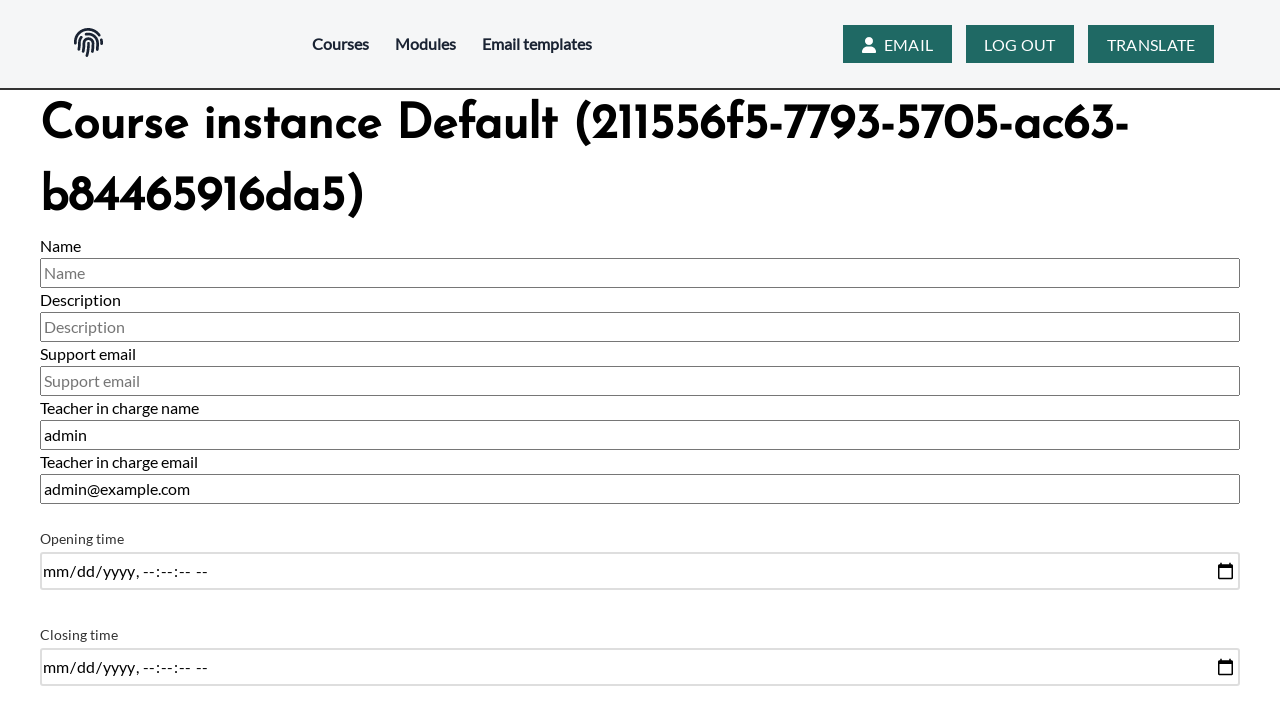 Courses Modules Email templates EMAIL LOG OUT TRANSLATE
Course instance Default (211556f5-7793-5705-ac63-
b84465916da5)
Name
Name
Description
Description
Support email
Support email
Teacher in charge name
admin
Teacher in charge email
admin@example.com
Opening time
mm/dd/yyyy, --:--:-- --
Closing time
mm/dd/yyyy, --:--:-- --